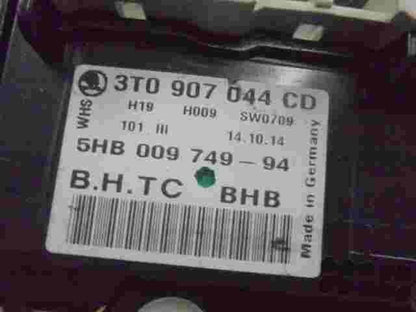 3T0 907 044 CD
WHS
H19 H009 SW0709
101 III 14.10.14
5HB 009 749-94
B.H.TC BHB
Made in Germany